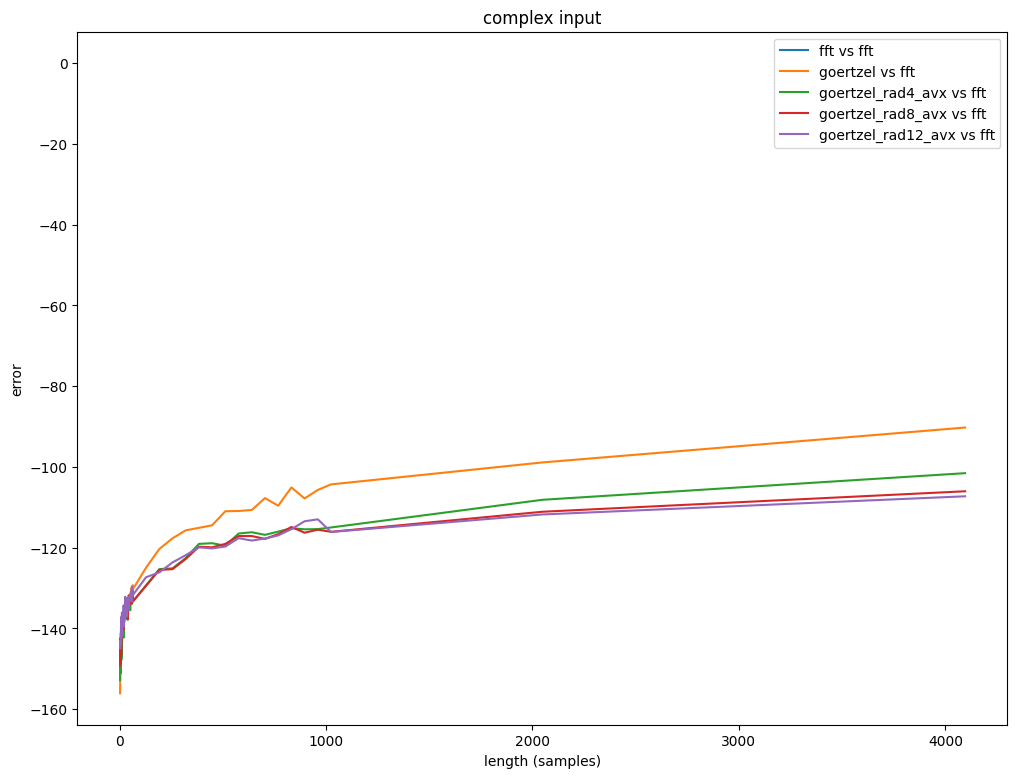 complex input
fft vs fft
goertzel vs fft
goertzel_rad4_avx vs fft
goertzel_rad8_avx vs fft
goertzel_rad12_avx vs fft
error
0
−20
−40
−60
−80
−100
−120
−140
−160
0 1000 2000 3000 4000
length (samples)